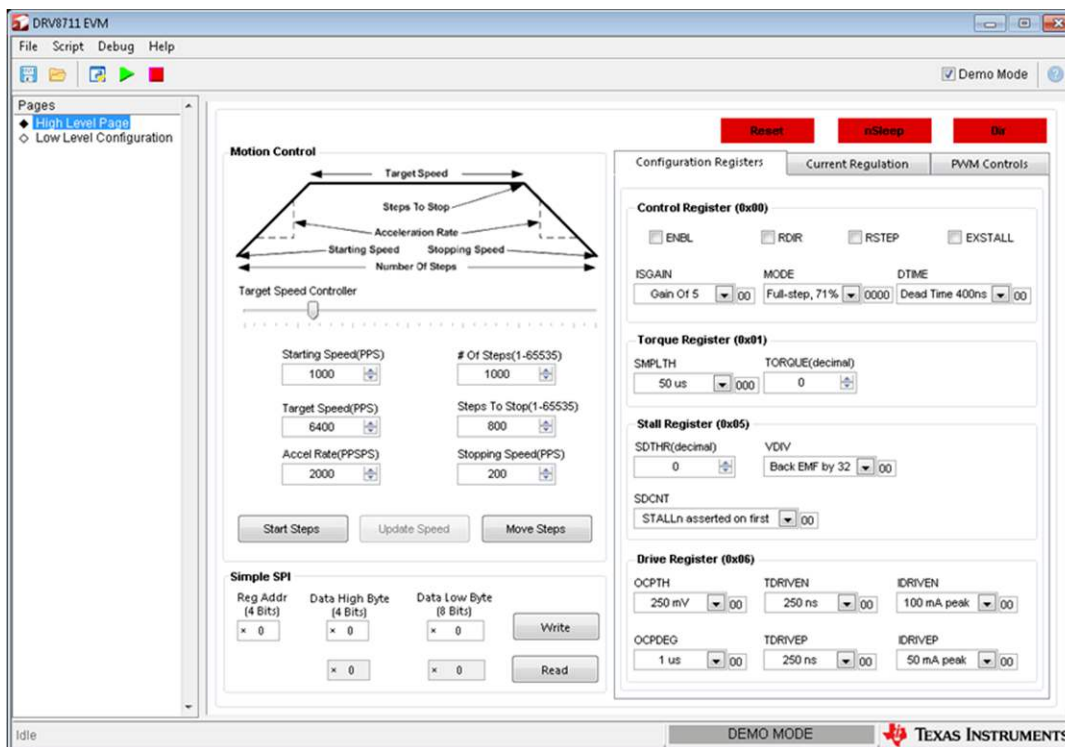 DRV8711 EVM
File Script Debug Help
Demo Mode
Pages
High Level Page
Low Level Configuration
Reset nSleep Dir
Motion Control
Target Speed
Steps To Stop
Acceleration Rate
Starting Speed Stopping Speed
Number Of Steps
Target Speed Controller
Starting Speed(PPS) # Of Steps(1-65535)
1000 1000
Target Speed(PPS) Steps To Stop(1-65535)
6400 800
Accel Rate(PPSPS) Stopping Speed(PPS)
2000 200
Start Steps Update Speed Move Steps
Simple SPI
Reg Addr Data High Byte Data Low Byte
(4 Bits) (4 Bits) (8 Bits)
× 0 × 0 × 0 Write
× 0 × 0 Read
Configuration Registers Current Regulation PWM Controls
Control Register (0x00)
ENBL RDIR RSTEP EXSTALL
ISGAIN MODE DTIME
Gain Of 5 00 Full-step, 71% 0000 Dead Time 400ns 00
Torque Register (0x01)
SMPLTH TORQUE(decimal)
50 us 000 0
Stall Register (0x05)
SDTHR(decimal) VDIV
0 Back EMF by 32 00
SDCNT
STALLn asserted on first 00
Drive Register (0x06)
OCPTH TDRIVEN IDRIVEN
250 mV 00 250 ns 00 100 mA peak 00
OCPDEG TDRIVEP IDRIVEP
1 us 00 250 ns 00 50 mA peak 00
Idle DEMO MODE TEXAS INSTRUMENTS